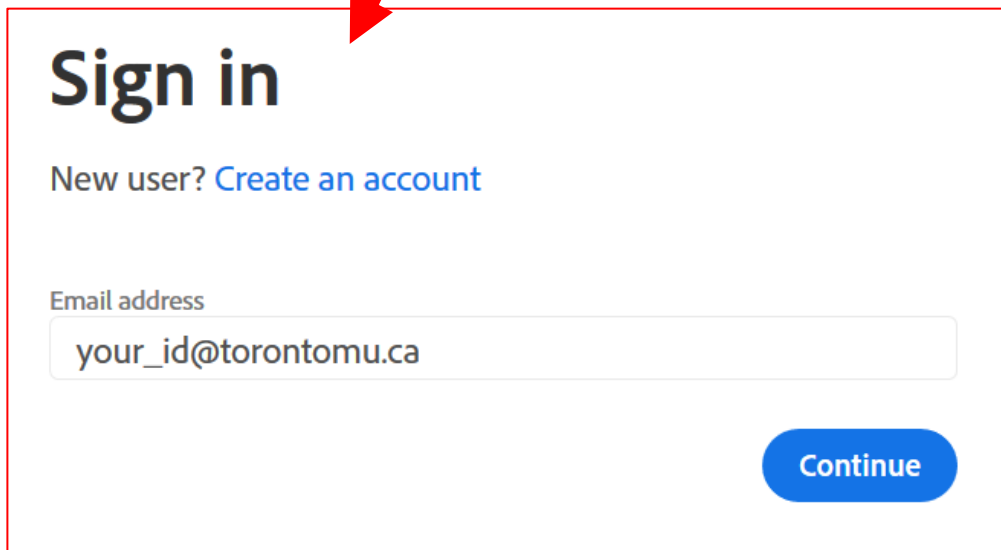 Sign in
New user? Create an account
Email address
your_id@torontomu.ca
Continue